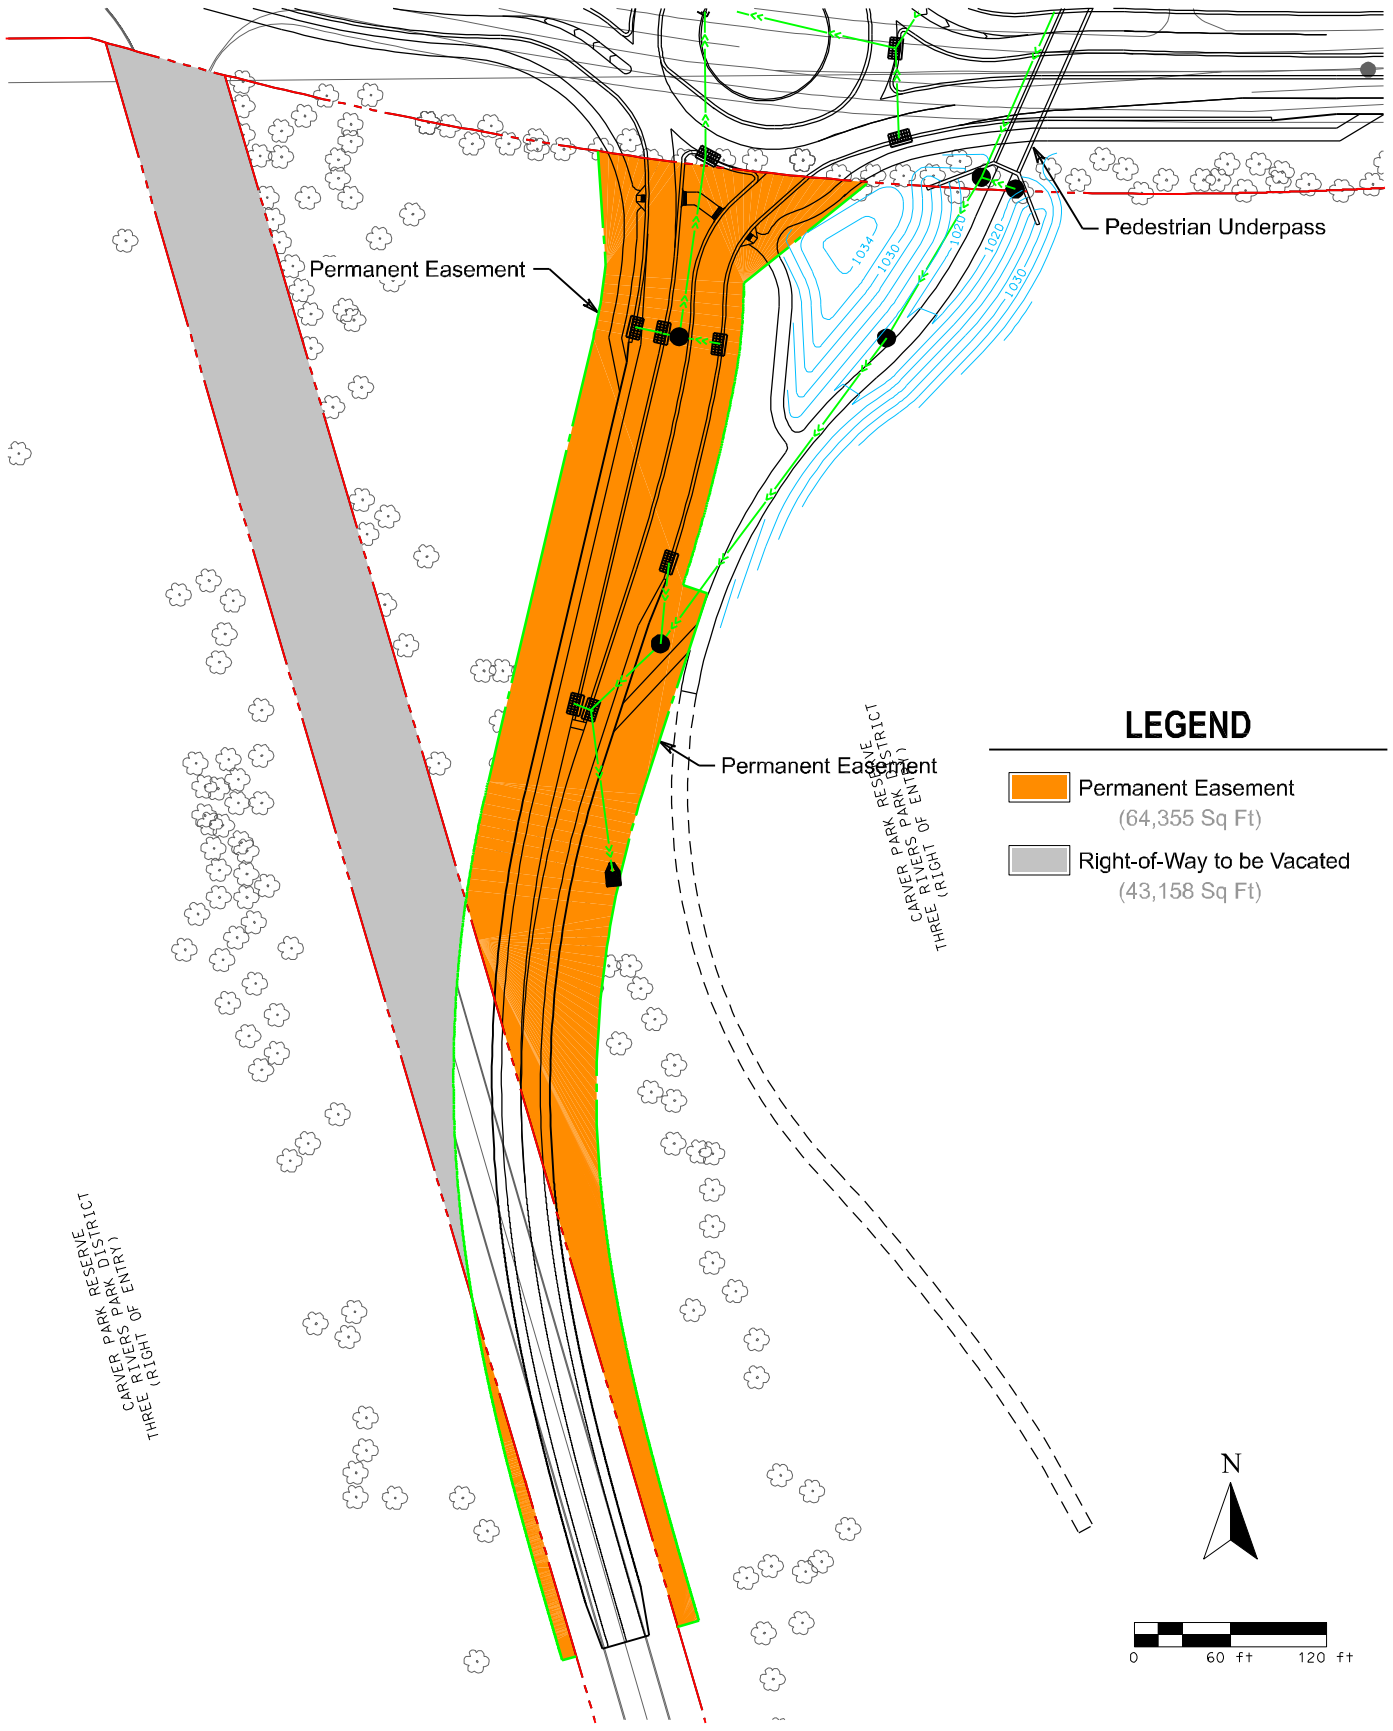 Pedestrian Underpass
Permanent Easement
1034
1030
1020
1020
1030
LEGEND
Permanent Easement
(64,355 Sq Ft)
Right-of-Way to be Vacated
(43,158 Sq Ft)
Permanent Easement
CARVER PARK RESERVE
THREE RIVERS PARK DISTRICT
(RIGHT OF ENTRY)
CARVER PARK RESERVE
THREE RIVERS PARK DISTRICT
(RIGHT OF ENTRY)
N
0 60 ft 120 ft